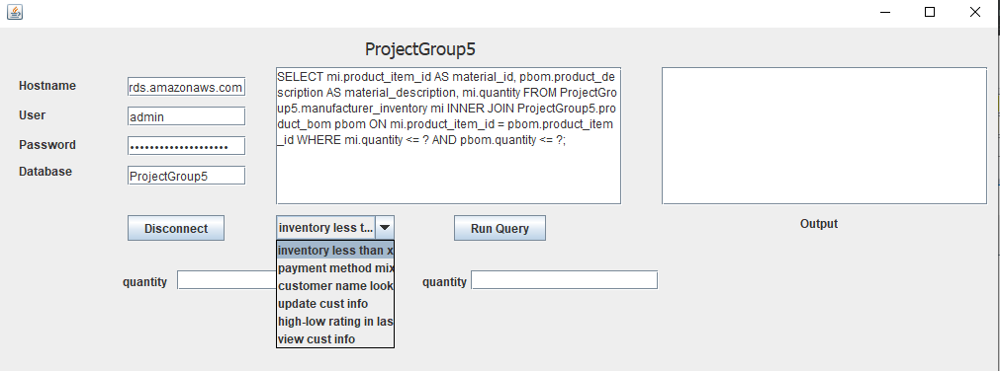 ProjectGroup5
Hostname
rds.amazonaws.com
User
admin
Password
••••••••••••••••••••
Database
ProjectGroup5
SELECT mi.product_item_id AS material_id, pbom.product_de
scription AS material_description, mi.quantity FROM ProjectGro
up5.manufacturer_inventory mi INNER JOIN ProjectGroup5.pro
duct_bom pbom ON mi.product_item_id = pbom.product_item
_id WHERE mi.quantity <= ? AND pbom.quantity <= ?;
Output
Disconnect
inventory less t...
Run Query
inventory less than x
payment method mix
customer name look
update cust info
high-low rating in las
view cust info
quantity
quantity